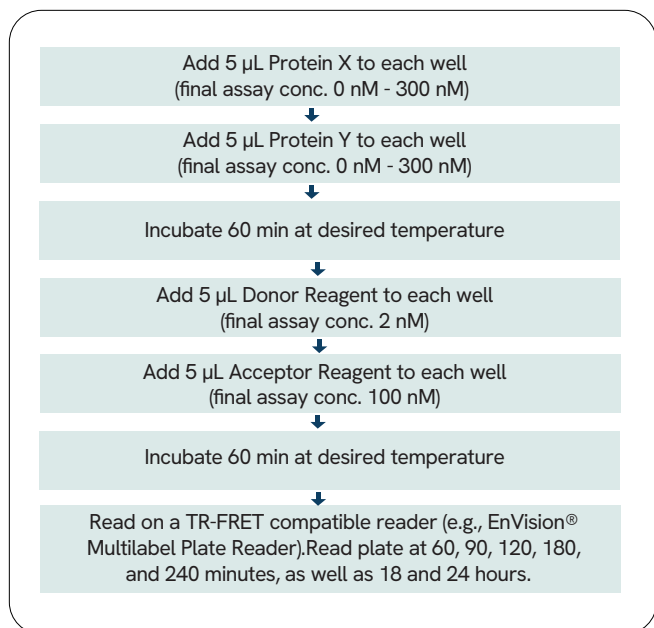 Add 5 µL Protein X to each well
(final assay conc. 0 nM - 300 nM)
Add 5 µL Protein Y to each well
(final assay conc. 0 nM - 300 nM)
Incubate 60 min at desired temperature
Add 5 µL Donor Reagent to each well
(final assay conc. 2 nM)
Add 5 µL Acceptor Reagent to each well
(final assay conc. 100 nM)
Incubate 60 min at desired temperature
Read on a TR-FRET compatible reader (e.g., EnVision®
Multilabel Plate Reader).Read plate at 60, 90, 120, 180,
and 240 minutes, as well as 18 and 24 hours.